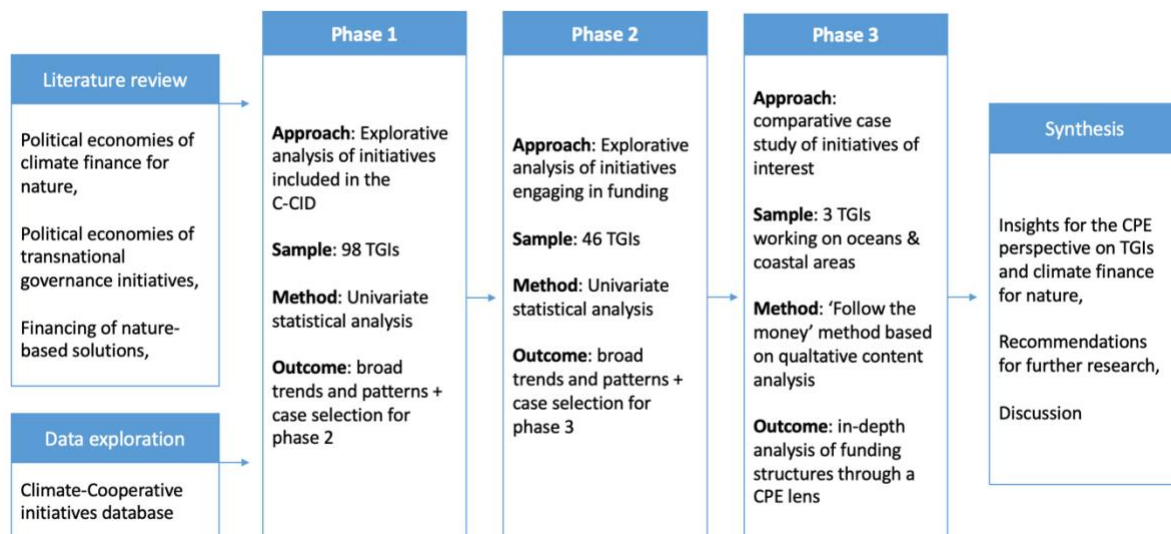 Literature review
Political economies of
climate finance for
nature,
Political economies of
transnational
governance initiatives,
Financing of nature-
based solutions,
Data exploration
Climate-Cooperative
initiatives database
Phase 1
Approach: Explorative
analysis of initiatives
included in the
C-CID
Sample: 98 TGIs
Method: Univariate
statistical analysis
Outcome: broad
trends and patterns +
case selection for
phase 2
Phase 2
Approach: Explorative
analysis of initiatives
engaging in funding
Sample: 46 TGIs
Method: Univariate
statistical analysis
Outcome: broad
trends and patterns +
case selection for
phase 3
Phase 3
Approach:
comparative case
study of initiatives of
interest
Sample: 3 TGIs
working on oceans &
coastal areas
Method: ‘Follow the
money’ method based
on qualtative content
analysis
Outcome: in-depth
analysis of funding
structures through a
CPE lens
Synthesis
Insights for the CPE
perspective on TGIs
and climate finance
for nature,
Recommendations
for further research,
Discussion